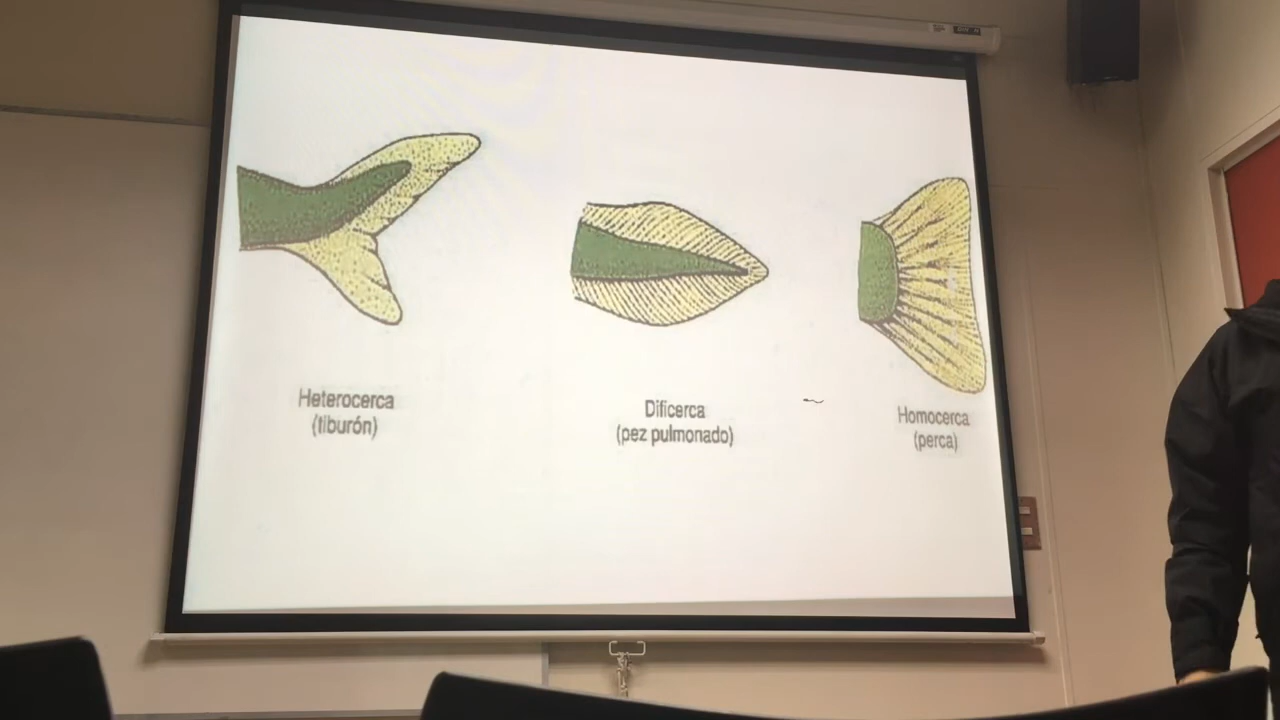 Heterocerca
(tiburón)
Dificerca
(pez pulmonado)
Homocerca
(perca)